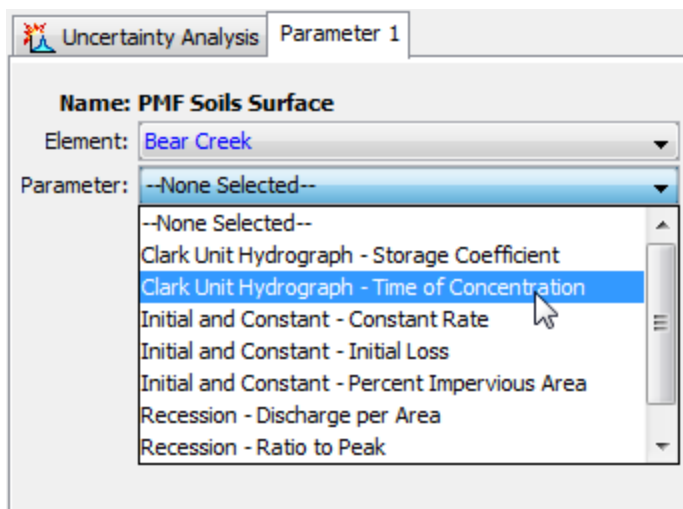 Uncertainty Analysis Parameter 1
Name: PMF Soils Surface
Element: Bear Creek
Parameter: --None Selected--
--None Selected--
Clark Unit Hydrograph - Storage Coefficient
Clark Unit Hydrograph - Time of Concentration
Initial and Constant - Constant Rate
Initial and Constant - Initial Loss
Initial and Constant - Percent Impervious Area
Recession - Discharge per Area
Recession - Ratio to Peak